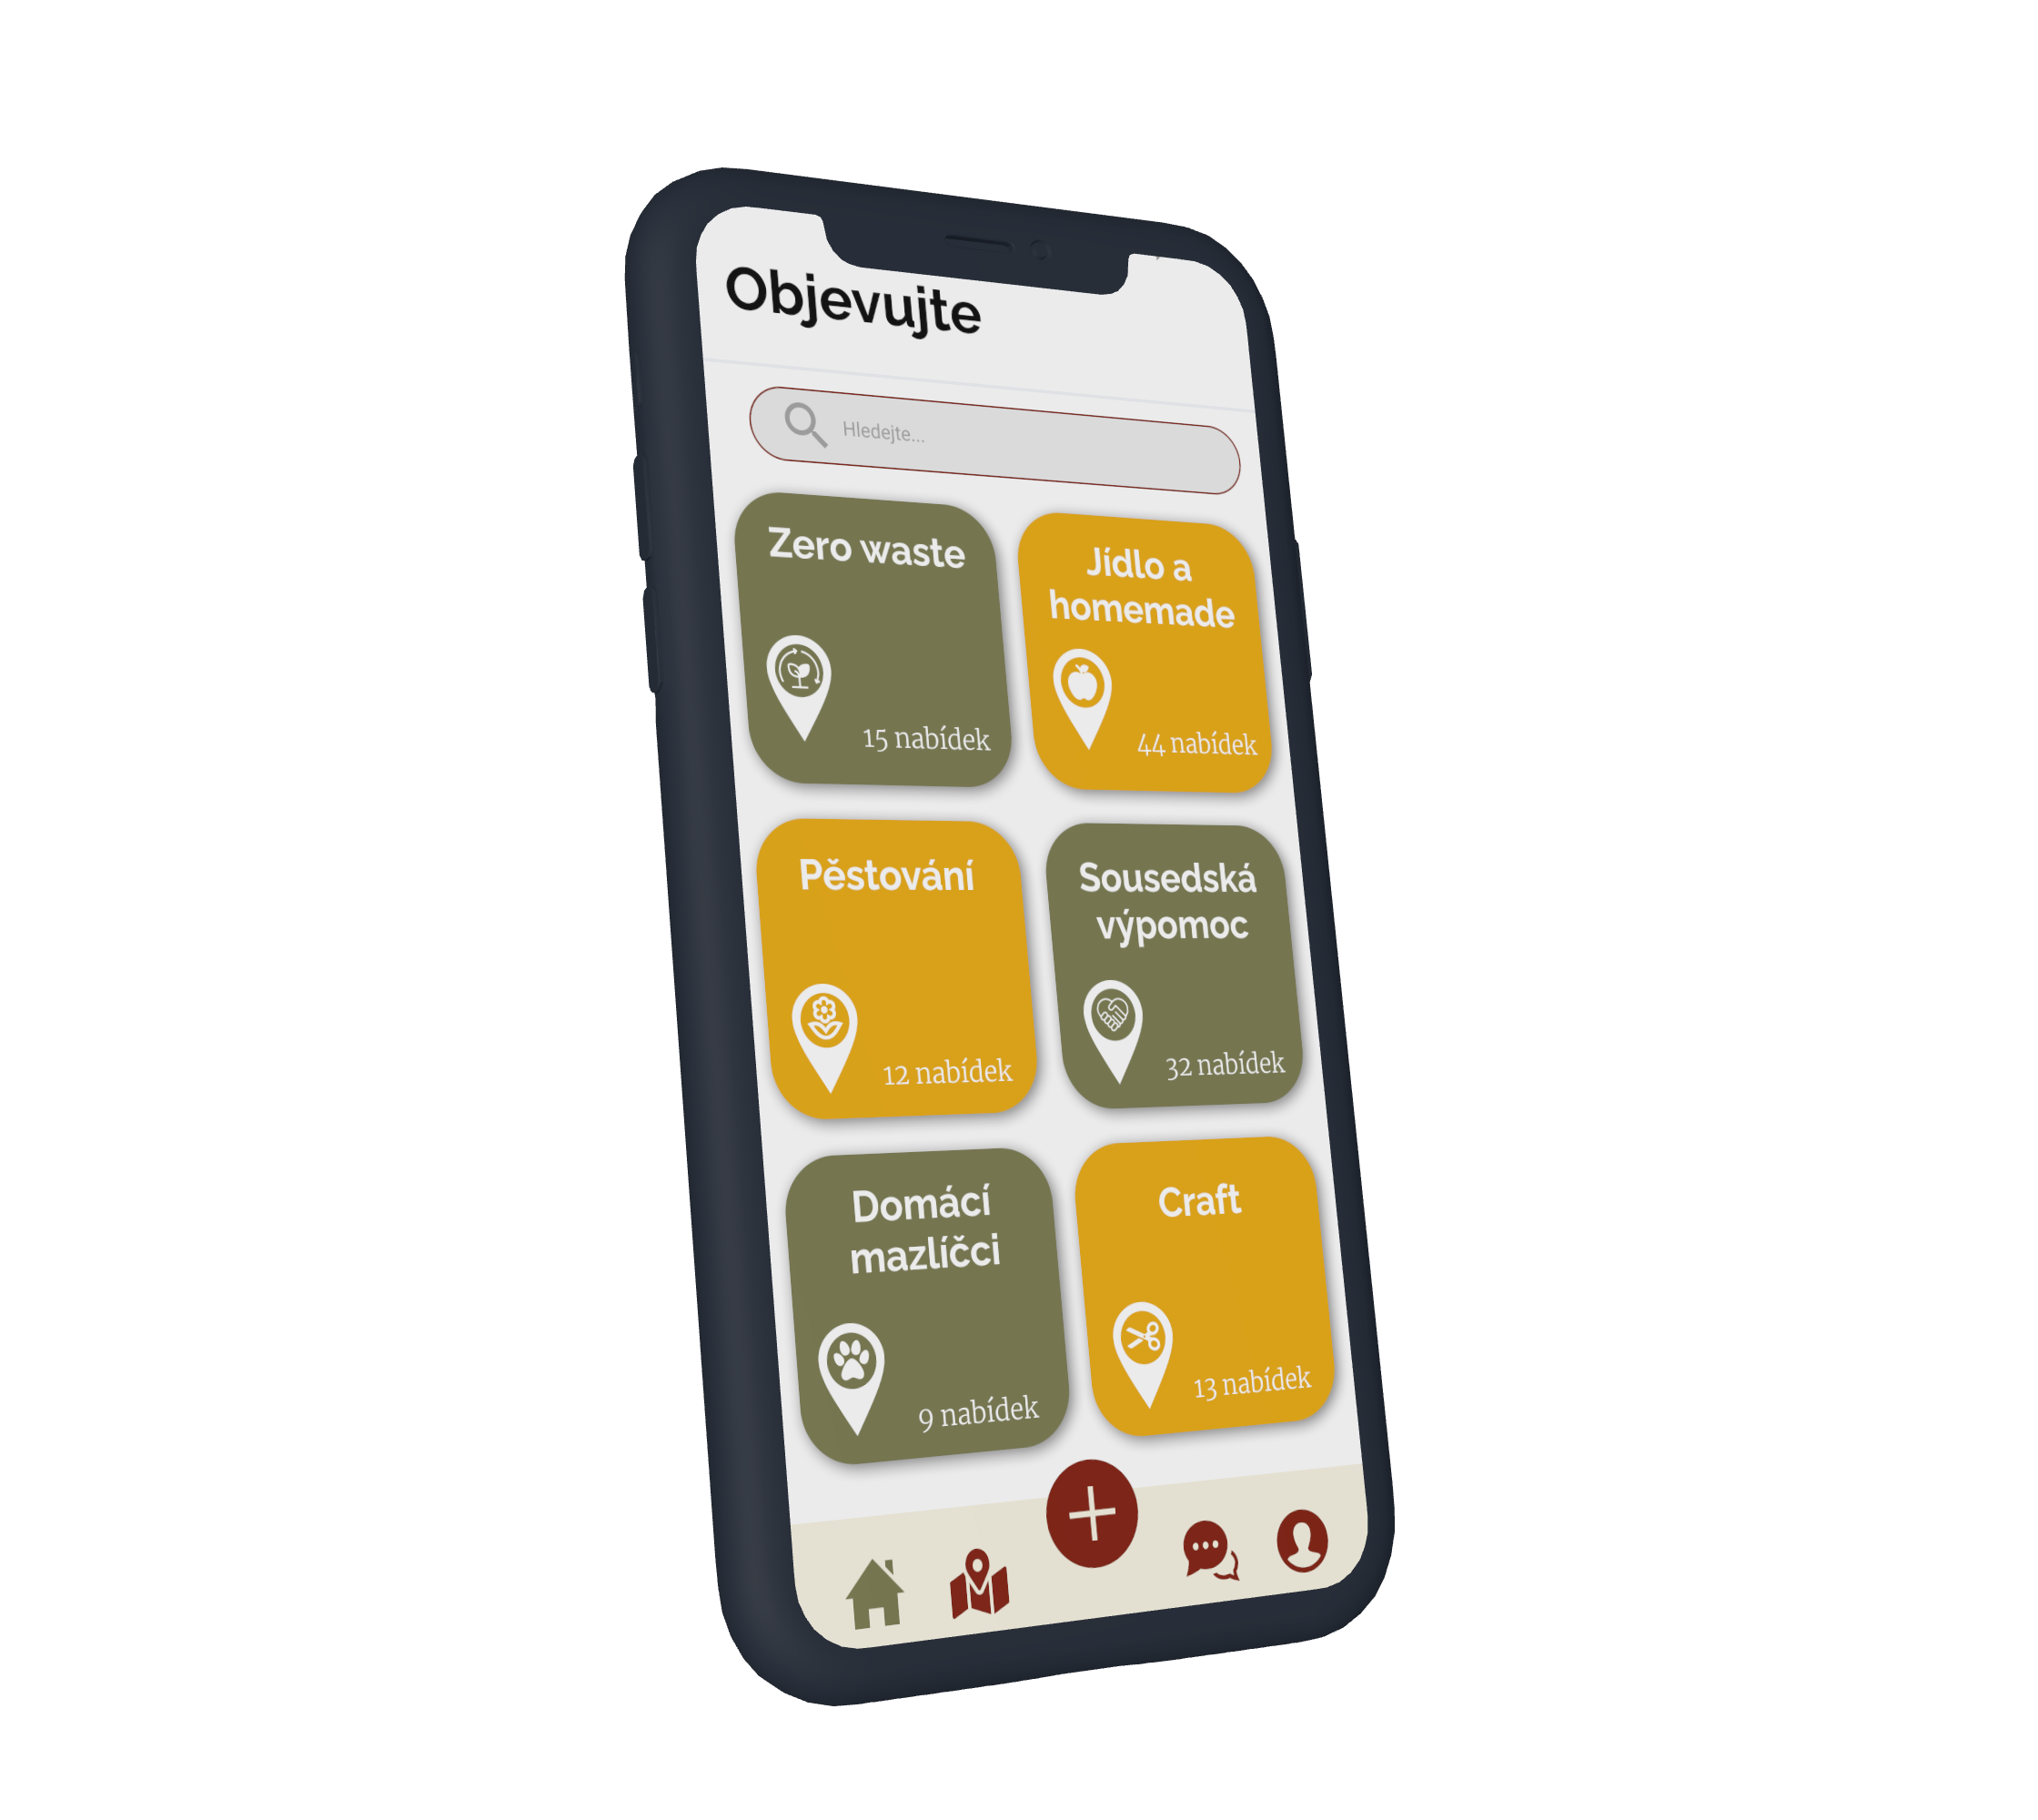 Objevujte
Hledejte...
Zero waste
15 nabídek
Jídlo a
homemade
44 nabídek
Pěstování
12 nabídek
Sousedská
výpomoc
32 nabídek
Domácí
mazlíčci
9 nabídek
Craft
13 nabídek